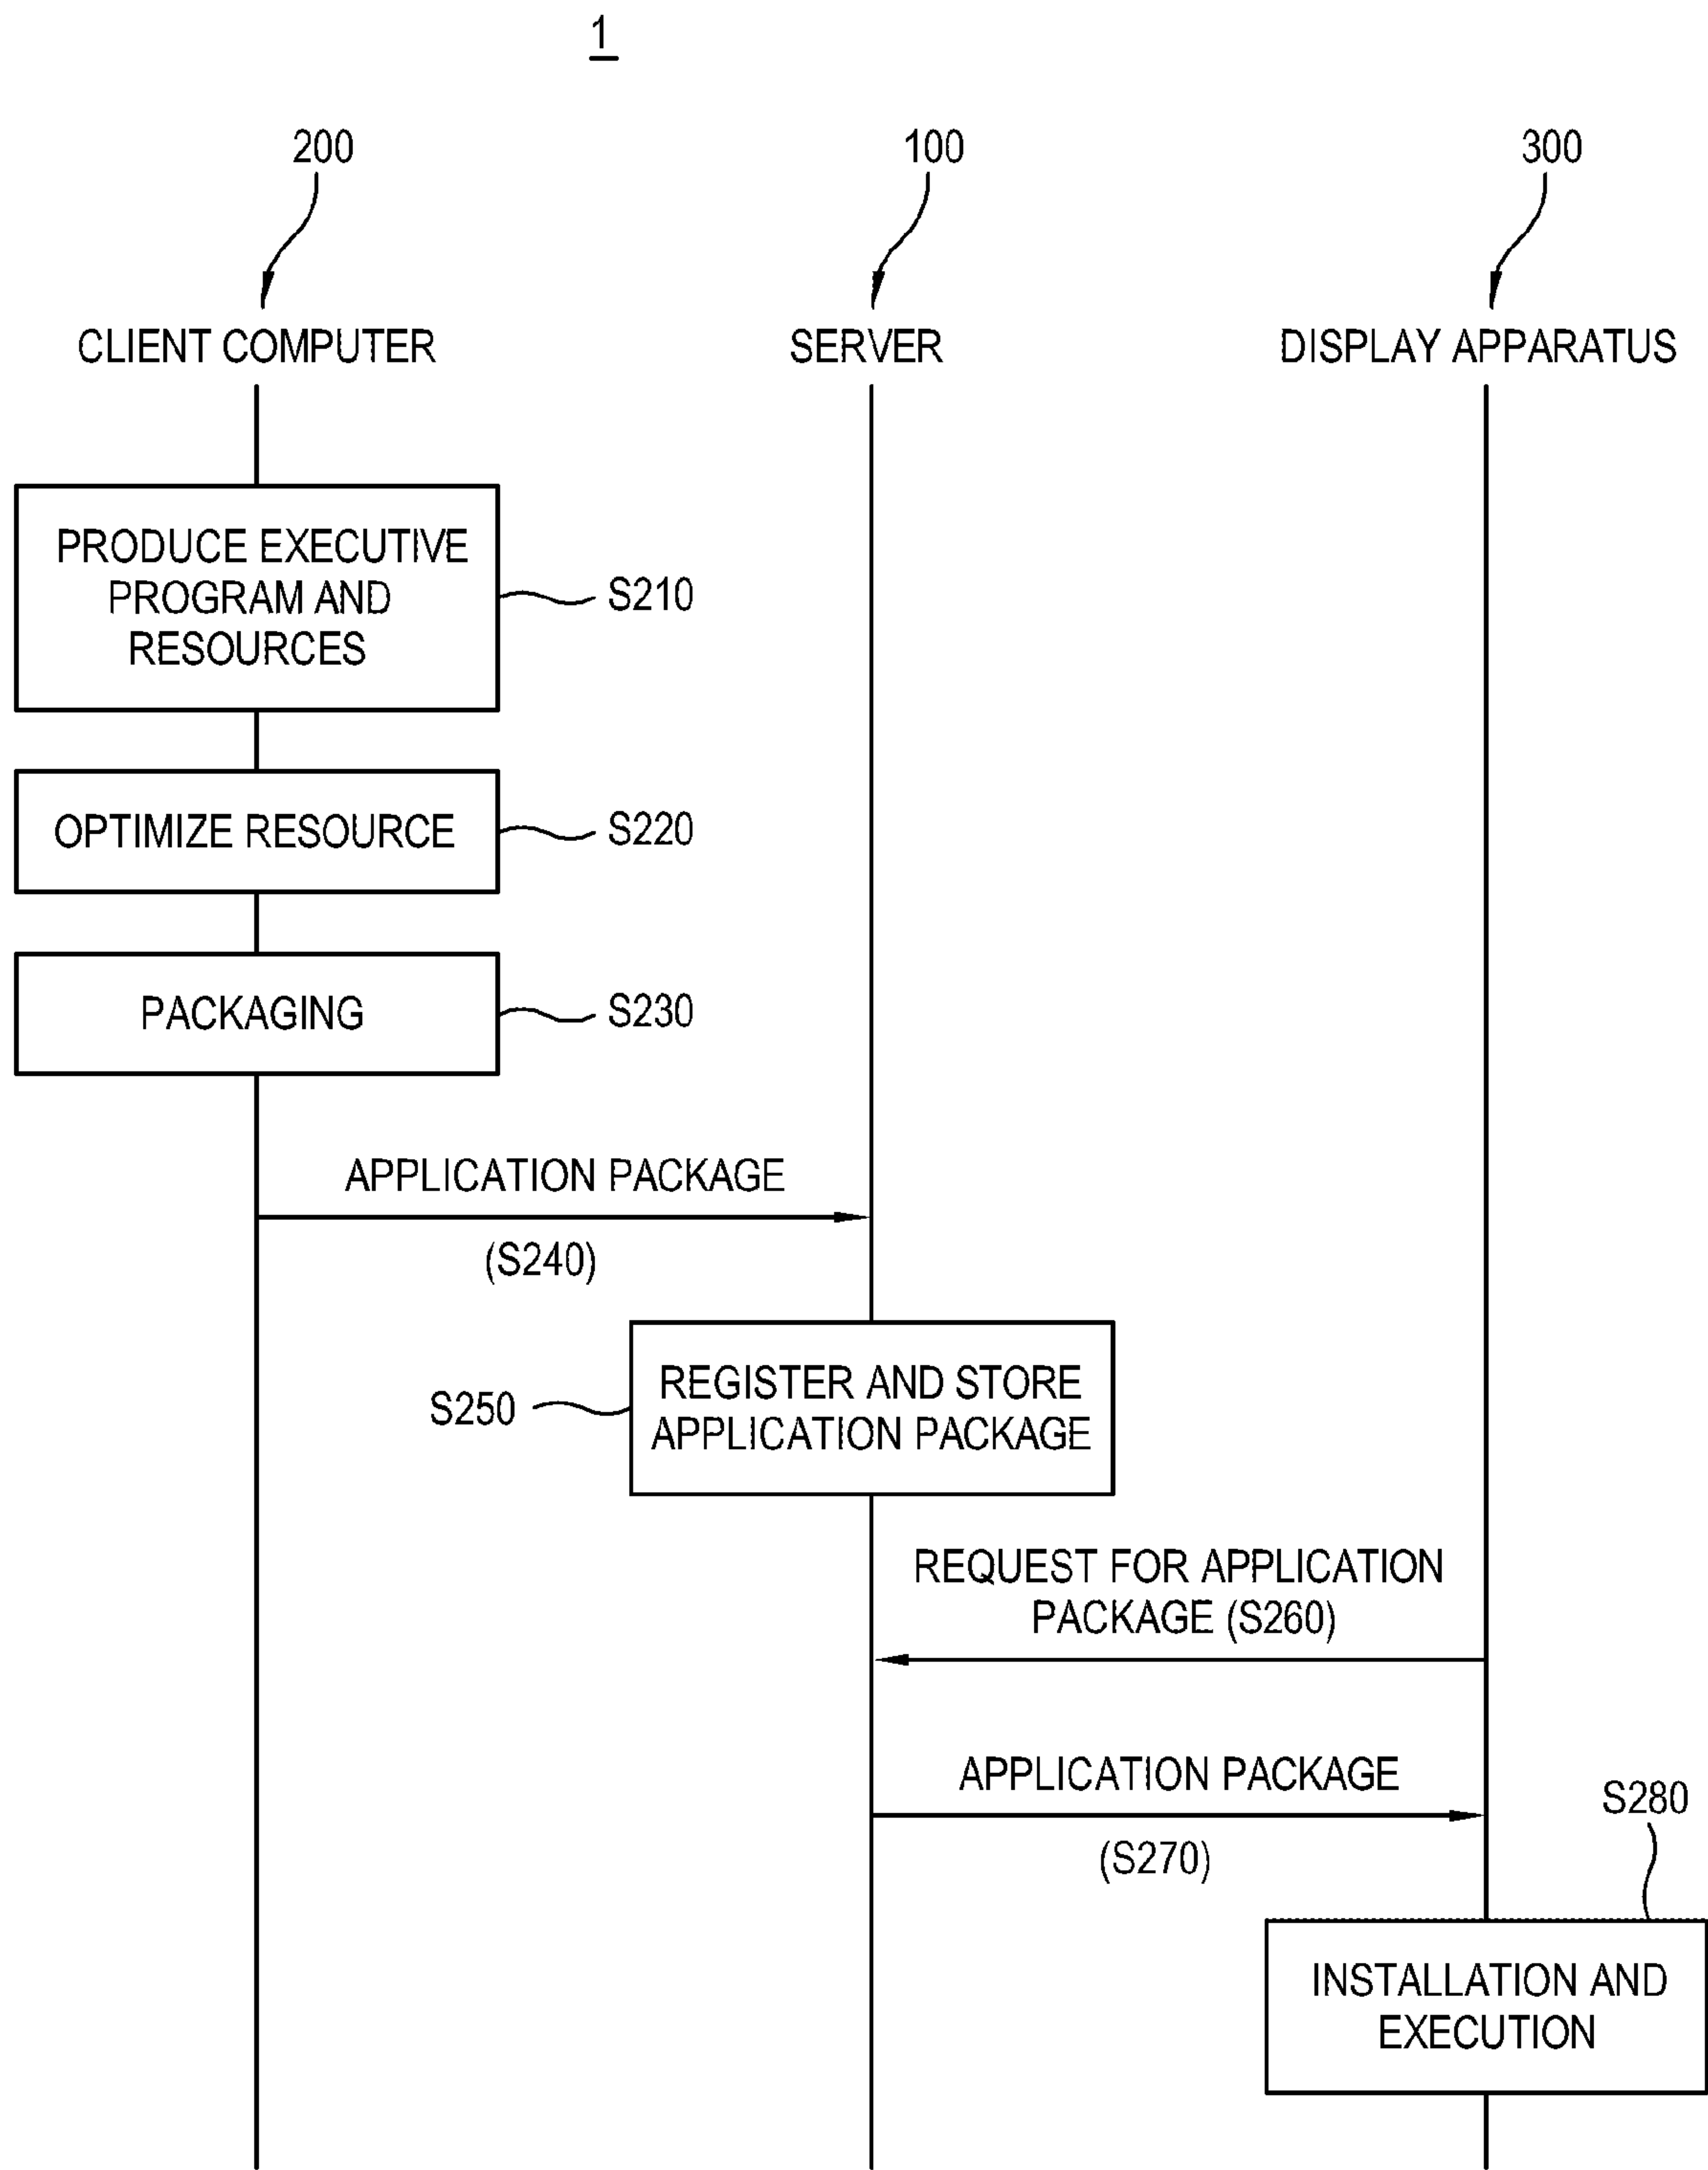 1
200
100
300
CLIENT COMPUTER
SERVER
DISPLAY APPARATUS
PRODUCE EXECUTIVE
PROGRAM AND
RESOURCES
S210
OPTIMIZE RESOURCE
S220
PACKAGING
S230
APPLICATION PACKAGE
(S240)
S250
REGISTER AND STORE
APPLICATION PACKAGE
REQUEST FOR APPLICATION
PACKAGE (S260)
APPLICATION PACKAGE
(S270)
S280
INSTALLATION AND
EXECUTION